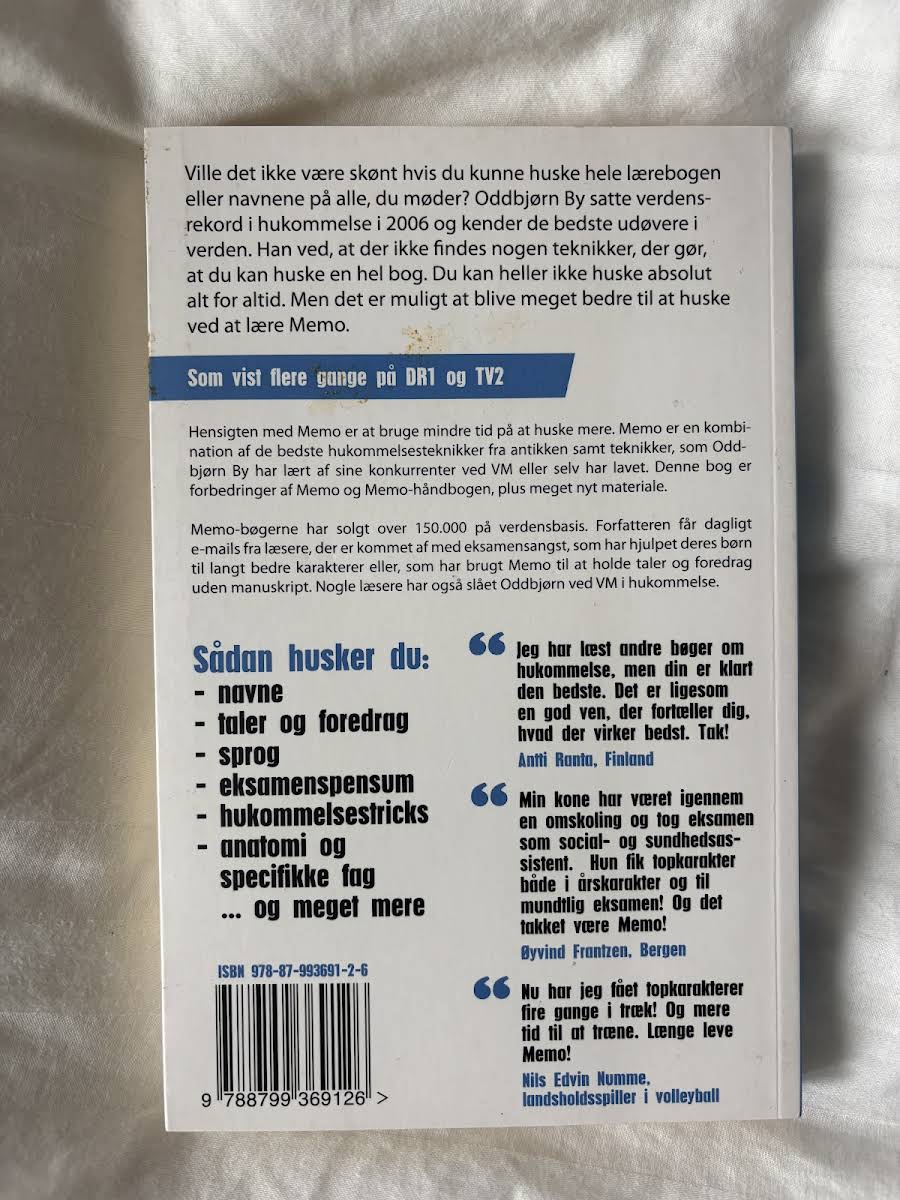 Ville det ikke være skønt hvis du kunne huske hele lærebogen
eller navnene på alle, du møder? Oddbjørn By satte verdens-
rekord i hukommelse i 2006 og kender de bedste udøvere i
verden. Han ved, at der ikke findes nogen teknikker, der gør,
at du kan huske en hel bog. Du kan heller ikke huske absolut
alt for altid. Men det er muligt at blive meget bedre til at huske
ved at lære Memo.
Som vist flere gange på DR1 og TV2
Hensigten med Memo er at bruge mindre tid på at huske mere. Memo er en kombi-
nation af de bedste hukommelsesteknikker fra antikken samt teknikker, som Odd-
bjørn By har lært af sine konkurrenter ved VM eller selv har lavet. Denne bog er
forbedringer af Memo og Memo-håndbogen, plus meget nyt materiale.
Memo-bøgerne har solgt over 150.000 på verdensbasis. Forfatteren får dagligt
e-mails fra læsere, der er kommet af med eksamensangst, som har hjulpet deres børn
til langt bedre karakterer eller, som har brugt Memo til at holde taler og foredrag
uden manuskript. Nogle læsere har også slået Oddbjørn ved VM i hukommelse.
Sådan husker du:
- navne
- taler og foredrag
- sprog
- eksamenspensum
- hukommelsestricks
- anatomi og
specifikke fag
... og meget mere
ISBN 978-87-993691-2-6
9 788799 369126 >
“ Jeg har læst andre bøger om
hukommelse, men din er klart
den bedste. Det er ligesom
en god ven, der fortæller dig,
hvad der virker bedst. Tak!
Antti Ranta, Finland
“ Min kone har været igennem
en omskoling og tog eksamen
som social- og sundhedsas-
sistent. Hun fik topkarakter
både i årskarakter og til
mundtlig eksamen! Og det
takket være Memo!
Øyvind Frantzen, Bergen
“ Nu har jeg fået topkarakterer
fire gange i træk! Og mere
tid til at træne. Længe leve
Memo!
Nils Edvin Numme,
landsholdsspiller i volleyball